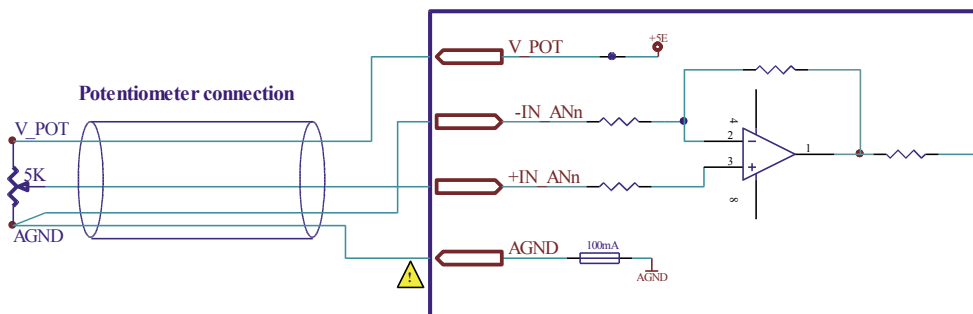 Potentiometer connection
V_POT
5K
AGND
V_POT
+5E
-IN_ANn
+IN_ANn
AGND
100mA
AGND
!
4
2
3
1
8
-
+